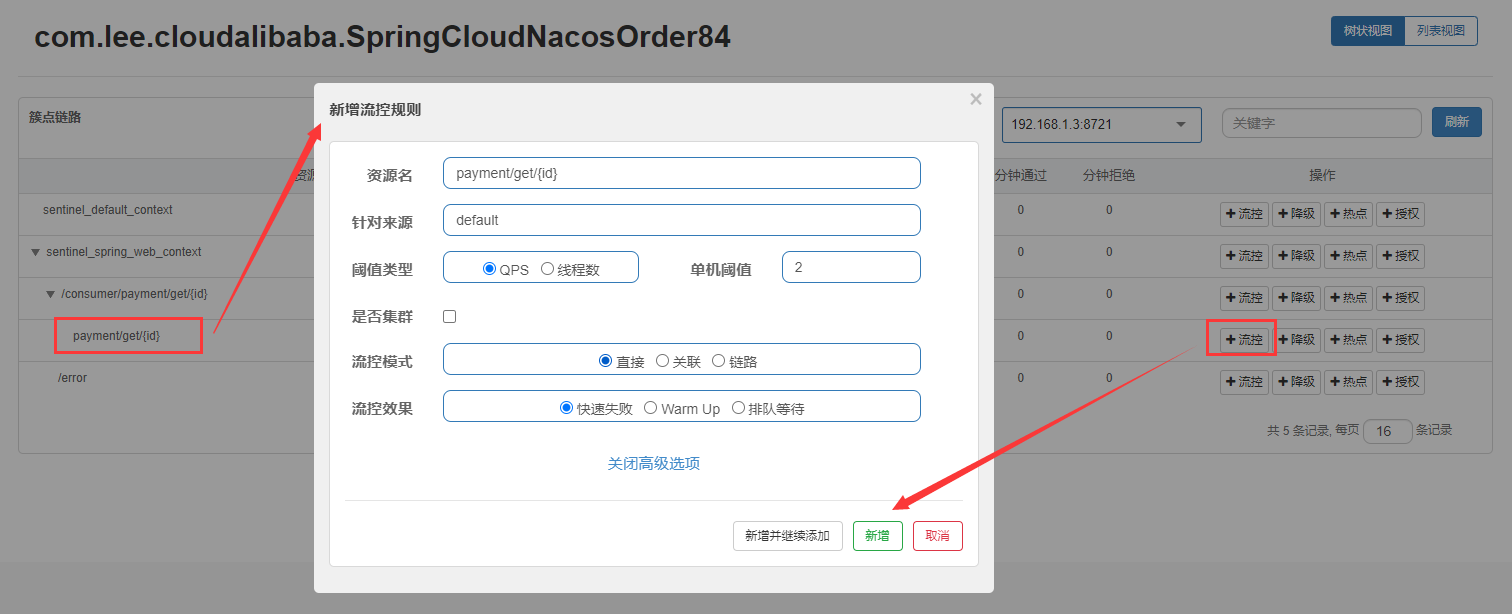 com.lee.cloudalibaba.SpringCloudNacosOrder84
树状视图 列表视图
簇点链路
192.168.1.3:8721 关键字 刷新
资源
分钟通过 分钟拒绝 操作
sentinel_default_context 0 0 流控 降级 热点 授权
sentinel_spring_web_context 0 0 流控 降级 热点 授权
/consumer/payment/get/{id} 0 0 流控 降级 热点 授权
payment/get/{id} 0 0 流控 降级 热点 授权
/error 0 0 流控 降级 热点 授权
共 5 条记录, 每页 16 条记录
新增流控规则 ×
资源名 payment/get/{id}
针对来源 default
阈值类型 QPS 线程数 单机阈值 2
是否集群
流控模式 直接 关联 链路
流控效果 快速失败 Warm Up 排队等待
关闭高级选项
新增并继续添加 新增 取消